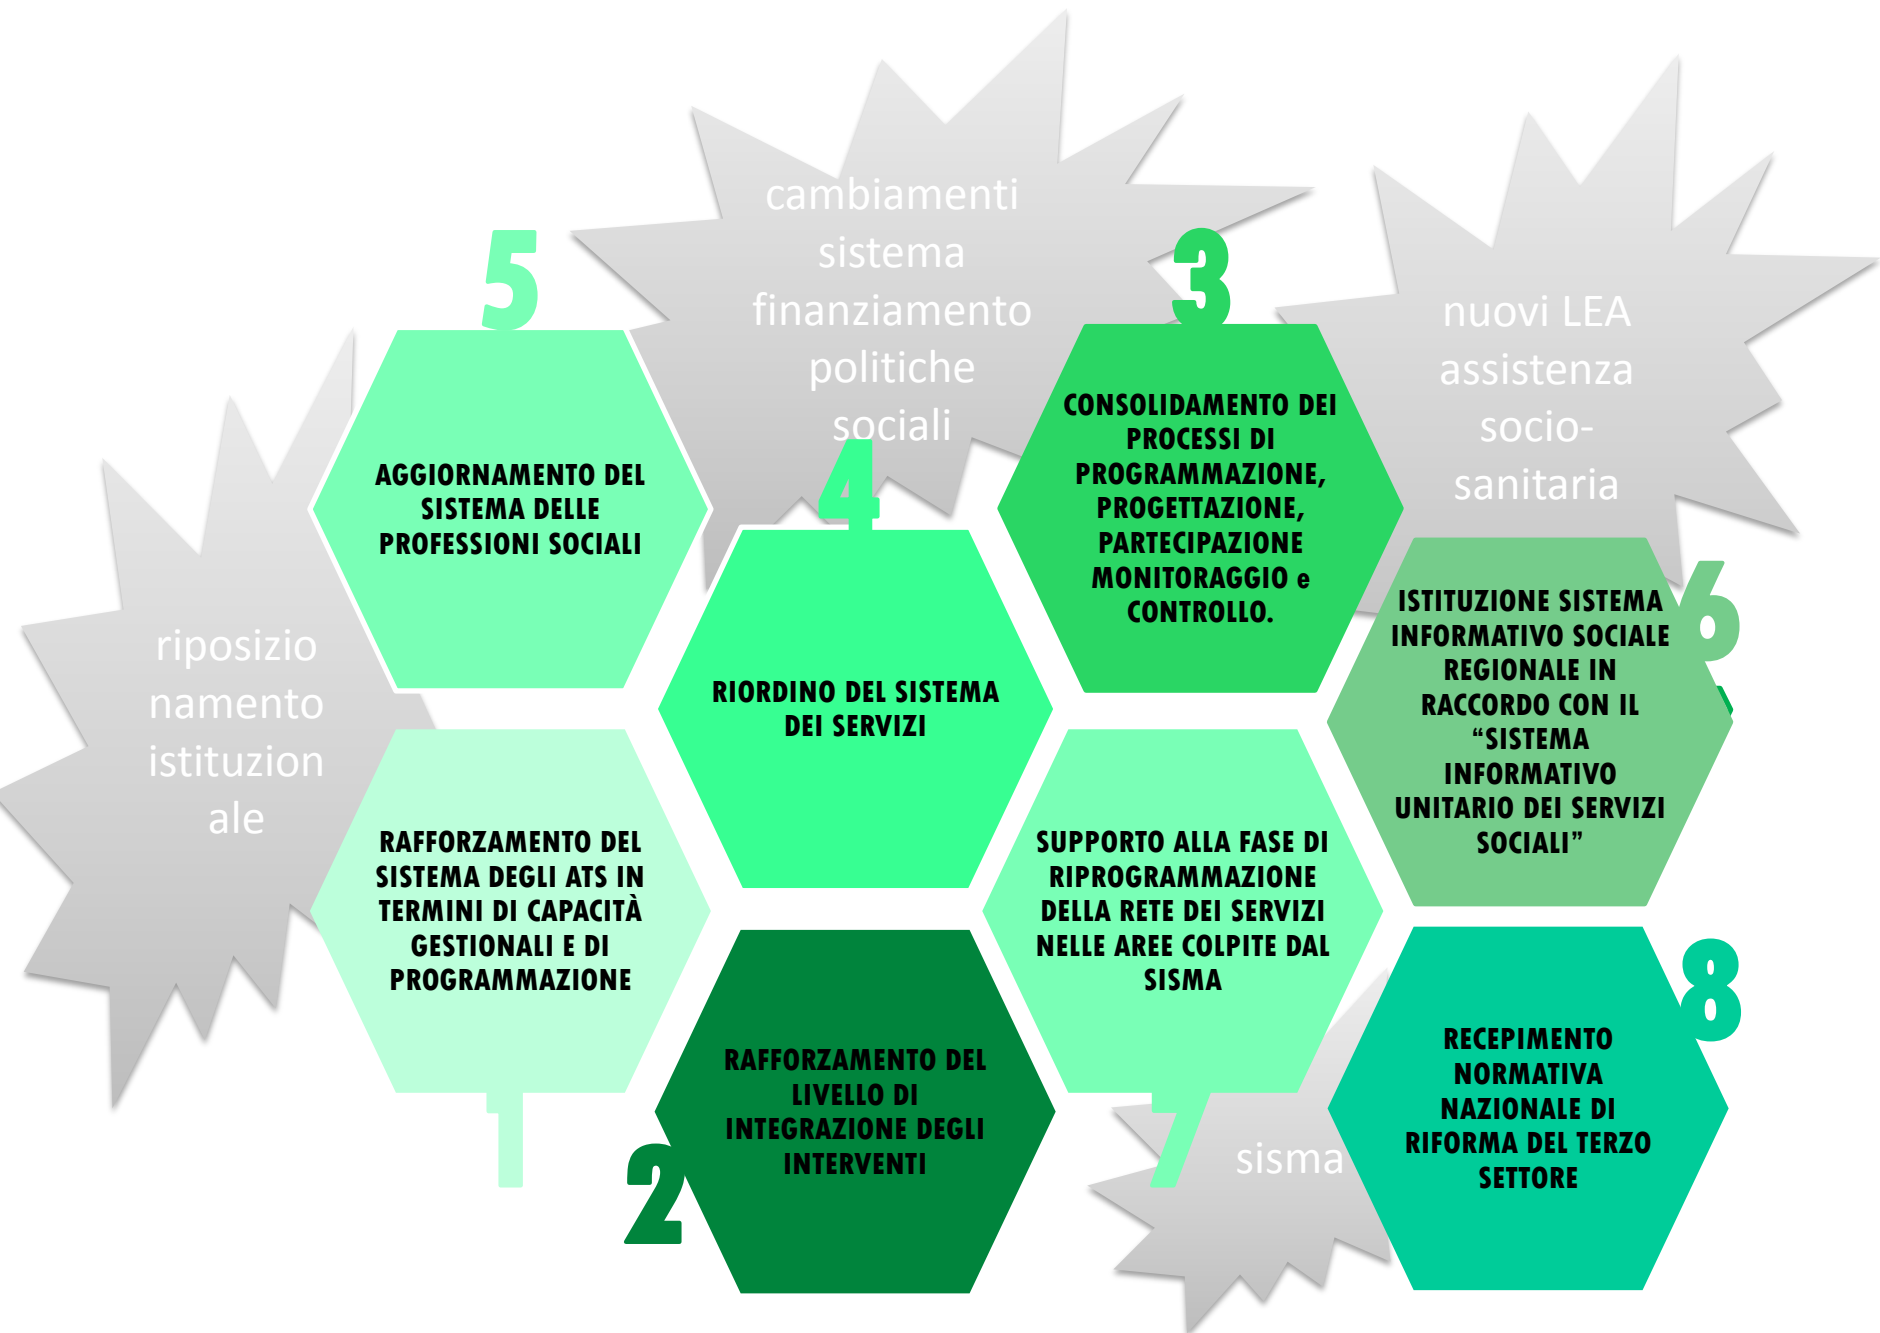 cambiamenti
sistema
finanziamento
politiche
sociali
nuovi LEA
assistenza
socio-
sanitaria
riposizio
namento
istituzion
ale
sisma
5
AGGIORNAMENTO DEL
SISTEMA DELLE
PROFESSIONI SOCIALI
4
RIORDINO DEL SISTEMA
DEI SERVIZI
3
CONSOLIDAMENTO DEI
PROCESSI DI
PROGRAMMAZIONE,
PROGETTAZIONE,
PARTECIPAZIONE
MONITORAGGIO e
CONTROLLO.
6
ISTITUZIONE SISTEMA
INFORMATIVO SOCIALE
REGIONALE IN
RACCORDO CON IL
“SISTEMA
INFORMATIVO
UNITARIO DEI SERVIZI
SOCIALI”
RAFFORZAMENTO DEL
SISTEMA DEGLI ATS IN
TERMINI DI CAPACITÀ
GESTIONALI E DI
PROGRAMMAZIONE
1
RAFFORZAMENTO DEL
LIVELLO DI
INTEGRAZIONE DEGLI
INTERVENTI
2
SUPPORTO ALLA FASE DI
RIPROGRAMMAZIONE
DELLA RETE DEI SERVIZI
NELLE AREE COLPITE DAL
SISMA
7
8
RECEPIMENTO
NORMATIVA
NAZIONALE DI
RIFORMA DEL TERZO
SETTORE